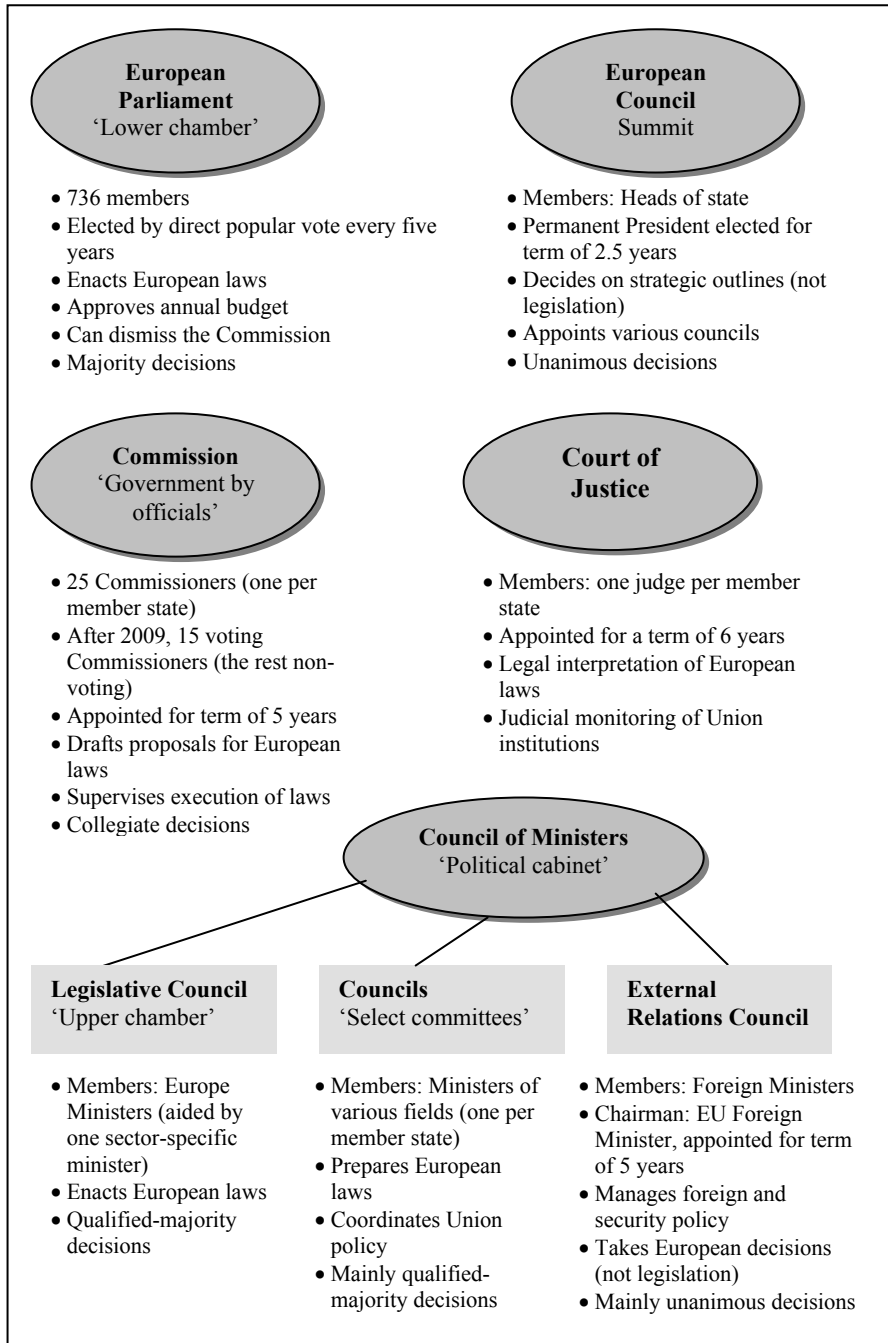 European
Parliament
‘Lower chamber’
• 736 members
• Elected by direct popular vote every five
years
• Enacts European laws
• Approves annual budget
• Can dismiss the Commission
• Majority decisions
European
Council
Summit
• Members: Heads of state
• Permanent President elected for
term of 2.5 years
• Decides on strategic outlines (not
legislation)
• Appoints various councils
• Unanimous decisions
Commission
‘Government by
officials’
• 25 Commissioners (one per
member state)
• After 2009, 15 voting
Commissioners (the rest non-
voting)
• Appointed for term of 5 years
• Drafts proposals for European
laws
• Supervises execution of laws
• Collegiate decisions
Court of
Justice
• Members: one judge per member
state
• Appointed for a term of 6 years
• Legal interpretation of European
laws
• Judicial monitoring of Union
institutions
Council of Ministers
‘Political cabinet’
Legislative Council
‘Upper chamber’
• Members: Europe
Ministers (aided by
one sector-specific
minister)
• Enacts European laws
• Qualified-majority
decisions
Councils
‘Select committees’
• Members: Ministers of
various fields (one per
member state)
• Prepares European
laws
• Coordinates Union
policy
• Mainly qualified-
majority decisions
External
Relations Council
• Members: Foreign Ministers
• Chairman: EU Foreign
Minister, appointed for term
of 5 years
• Manages foreign and
security policy
• Takes European decisions
(not legislation)
• Mainly unanimous decisions